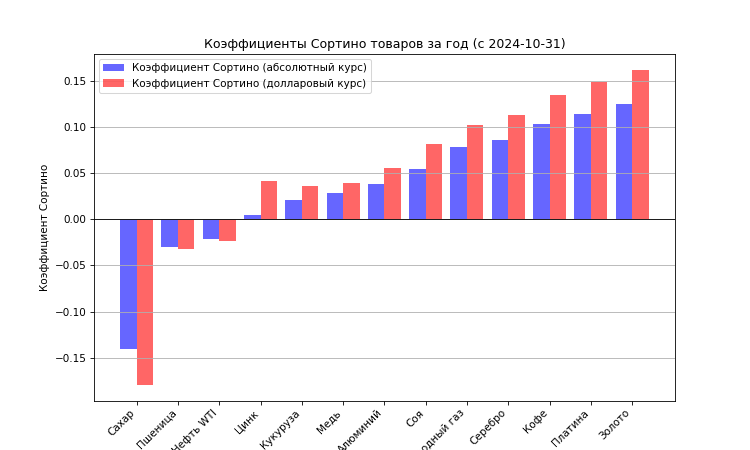 Коэффициенты Сортино товаров за год (с 2024-10-31)
Коэффициент Сортино (абсолютный курс)
Коэффициент Сортино (долларовый курс)
Коэффициент Сортино
0.15
0.10
0.05
0.00
−0.05
−0.10
−0.15
Сахар
Пшеница
Нефть WTI
Цинк
Кукуруза
Медь
Алюминий
Соя
газ
Серебро
Кофе
Платина
Золото